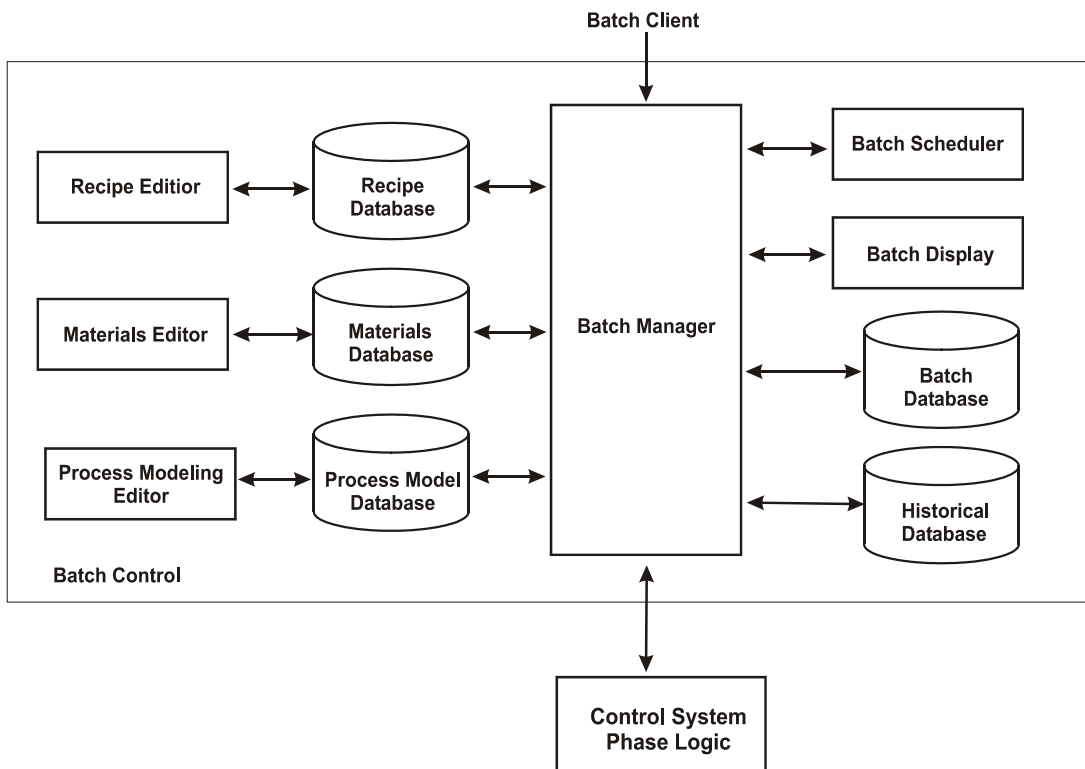 Batch Client
Recipe Editior
Recipe
Database
Batch Scheduler
Batch Display
Materials Editor
Materials
Database
Batch Manager
Batch
Database
Process Modeling
Editor
Process Model
Database
Historical
Database
Batch Control
Control System
Phase Logic